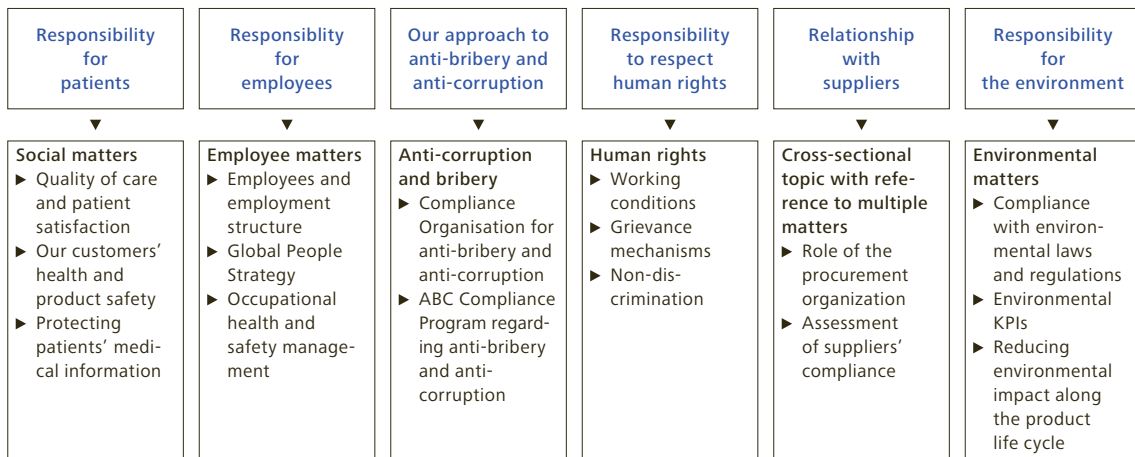 Responsibility
for
patients
Responsiblity
for
employees
Our approach to
anti-bribery and
anti-corruption
Responsibility
to respect
human rights
Relationship
with
suppliers
Responsibility
for
the environment
Social matters
► Quality of care
and patient
satisfaction
► Our customers’
health and
product safety
► Protecting
patients’ medi-
cal information
Employee matters
► Employees and
employment
structure
► Global People
Strategy
► Occupational
health and
safety manage-
ment
Anti-corruption
and bribery
► Compliance
Organisation for
anti-bribery and
anti-corruption
► ABC Compliance
Program regard-
ing anti-bribery
and anti-
corruption
Human rights
► Working
conditions
► Grievance
mechanisms
► Non-dis-
crimination
Cross-sectional
topic with refe-
rence to multiple
matters
► Role of the
procurement
organization
► Assessment
of suppliers’
compliance
Environmental
matters
► Compliance
with environ-
mental laws
and regulations
► Environmental
KPIs
► Reducing
environmental
impact along
the product
life cycle